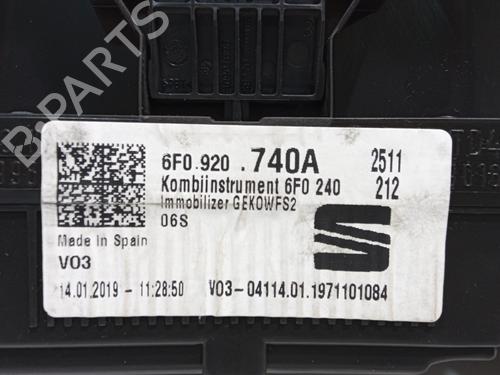 B-PARTS
6F0.920 .740A 2511
Kombiinstrument 6F0 240 212
Immobilizer GEKOWFS2
06S
Made in Spain
V03
14.01.2019 - 11:28:50 V03-04114.01.1971101084